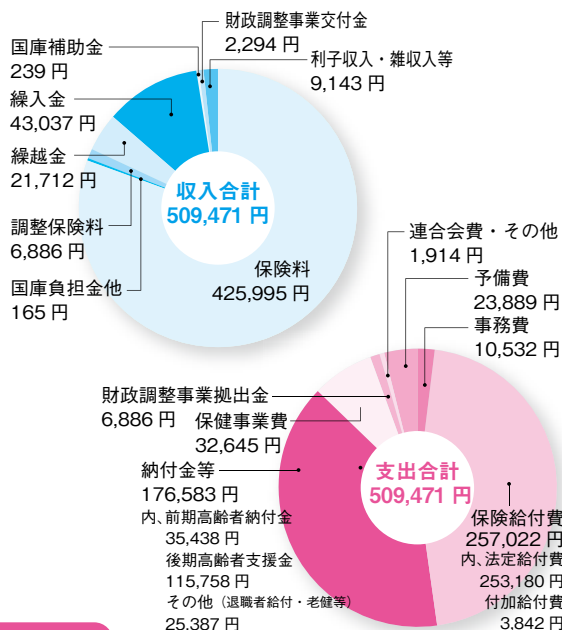 財政調整事業交付金
2,294 円
国庫補助金
239 円
利子収入・雑収入等
9,143 円
繰入金
43,037 円
繰越金
21,712 円
収入合計
509,471 円
調整保険料
6,886 円
国庫負担金他
165 円
保険料
425,995 円
連合会費・その他
1,914 円
予備費
23,889 円
事務費
10,532 円
財政調整事業拠出金
6,886 円
保健事業費
32,645 円
納付金等
176,583 円
内、前期高齢者納付金
35,438 円
後期高齢者支援金
115,758 円
その他（退職者給付・老健等）
25,387 円
支出合計
509,471 円
保険給付費
257,022 円
内、法定給付費
253,180 円
付加給付費
3,842 円